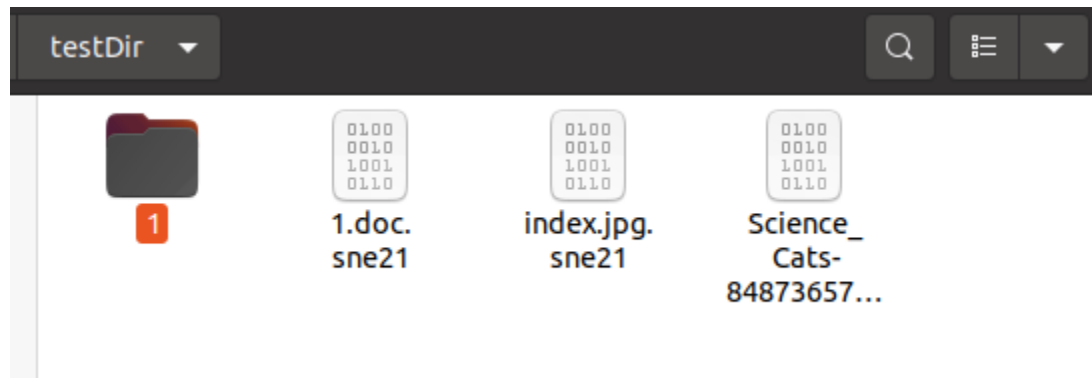 testDir
0100 0100 0100
0010 0010 0010
1001 1001 1001
0110 0110 0110
1 1.doc. index.jpg. Science_
sne21 sne21 Cats-
84873657...